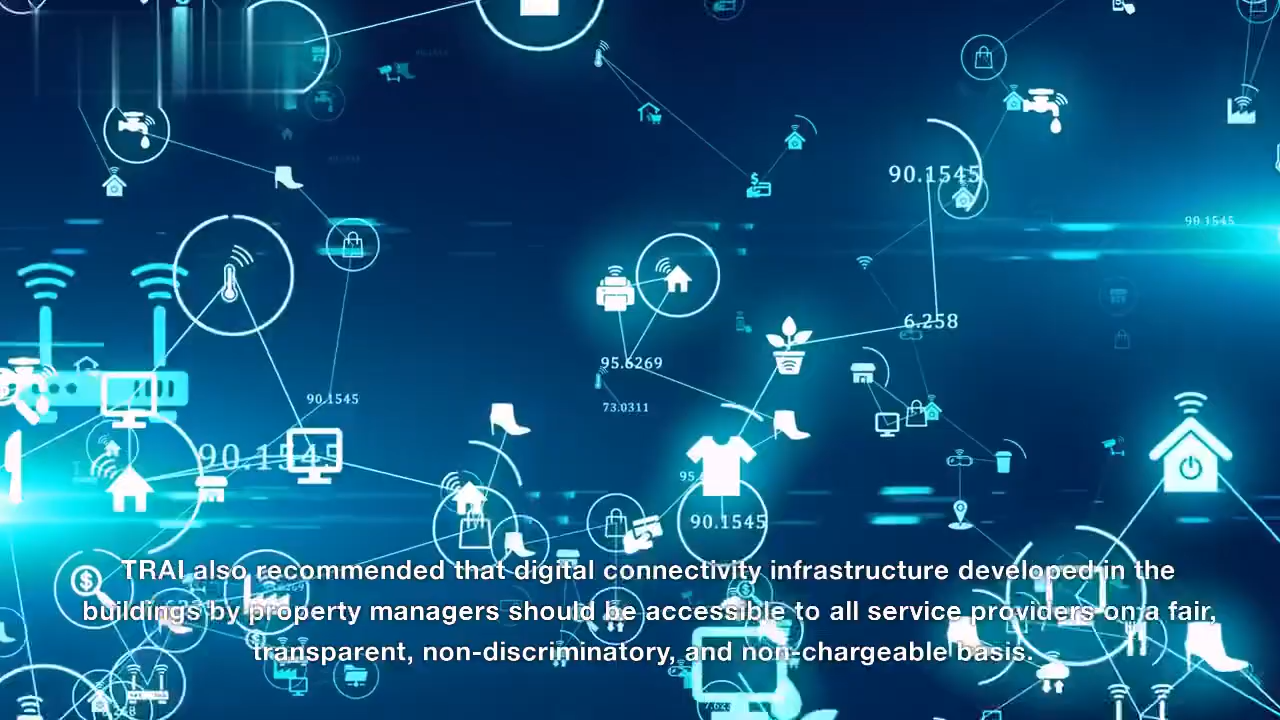 90.1545
99.1545
6.258
95.6269
90.1545
73.0311
90.1545
90.1545
TRAI also recommended that digital connectivity infrastructure developed in the
buildings by property managers should be accessible to all service providers on a fair,
transparent, non-discriminatory, and non-chargeable basis.